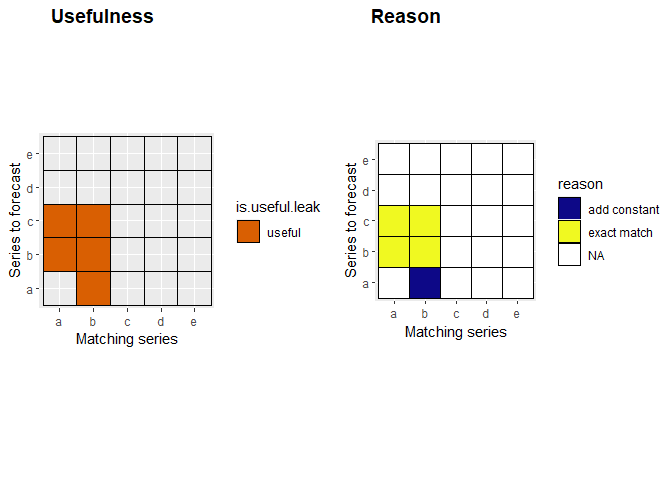 Usefulness
Reason
Series to forecast
e
d
c
b
a
a b c d e
Matching series
is.useful.leak
useful
Series to forecast
e
d
c
b
a
a b c d e
Matching series
reason
add constant
exact match
NA